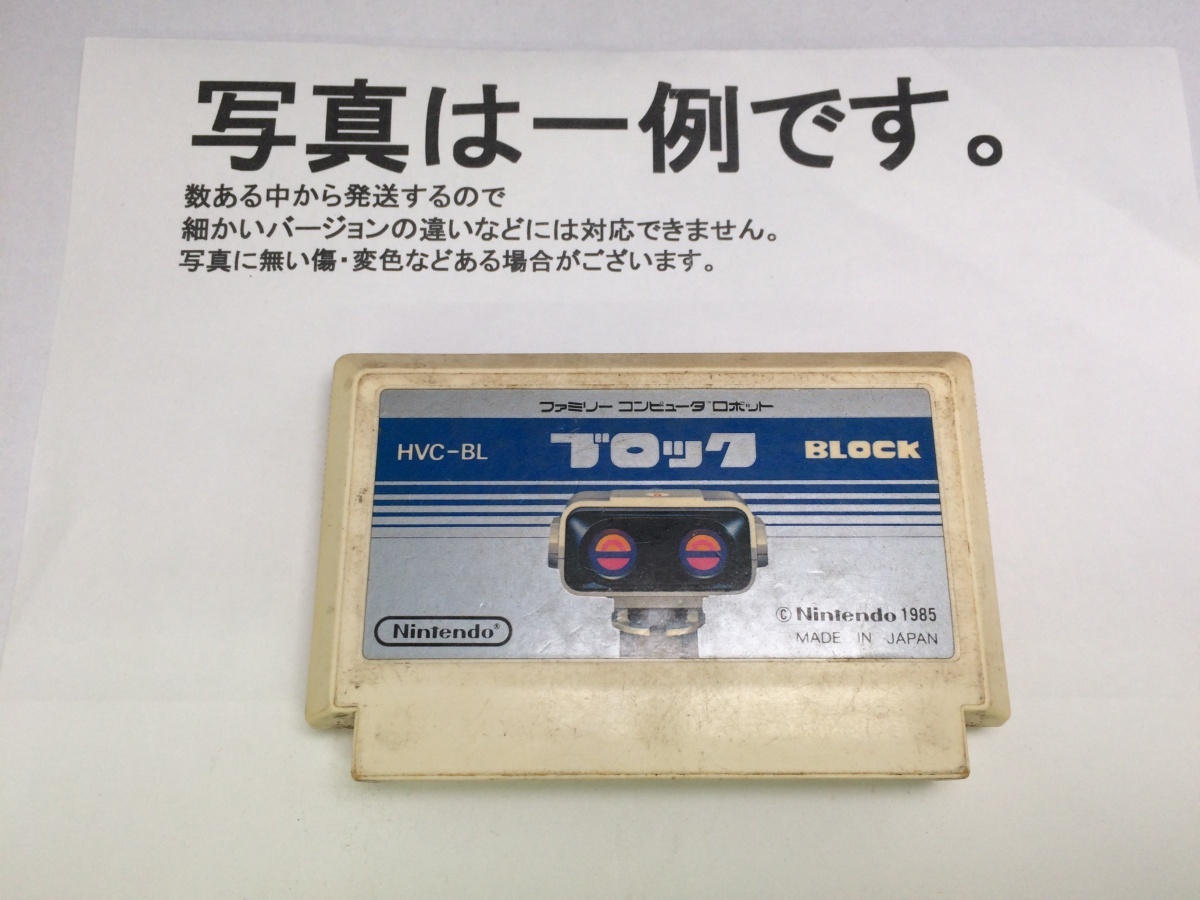 写真は一例です。
数ある中から発送するので
細かいバージョンの違いなどには対応できません。
写真に無い傷・変色などある場合がございます。
ファミリー コンピュータ ロボット
HVC-BL ブロック BLOCK
© Nintendo 1985
Nintendo®
MADE IN JAPAN